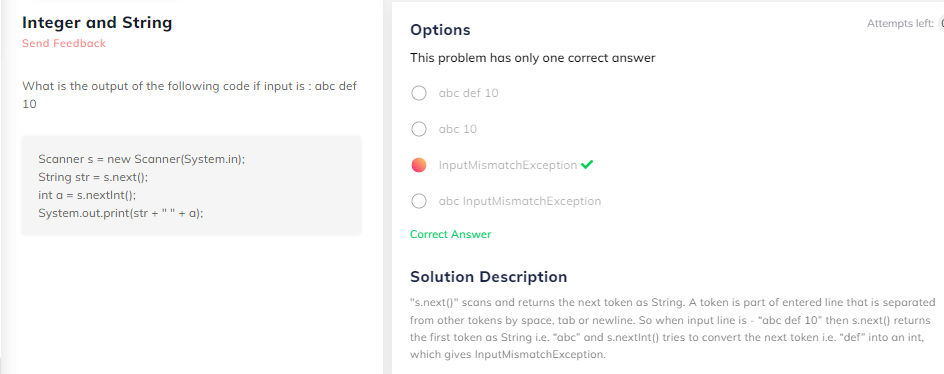 Integer and String
Send Feedback
What is the output of the following code if input is : abc def
10
Scanner s = new Scanner(System.in);
String str = s.next();
int a = s.nextInt();
System.out.print(str + " " + a);
Attempts left:
Options
This problem has only one correct answer
abc def 10
abc 10
InputMismatchException
abc InputMismatchException
Correct Answer
Solution Description
"s.next()" scans and returns the next token as String. A token is part of entered line that is separated
from other tokens by space, tab or newline. So when input line is - “abc def 10” then s.next() returns
the first token as String i.e. “abc” and s.nextInt() tries to convert the next token i.e. “def” into an int,
which gives InputMismatchException.